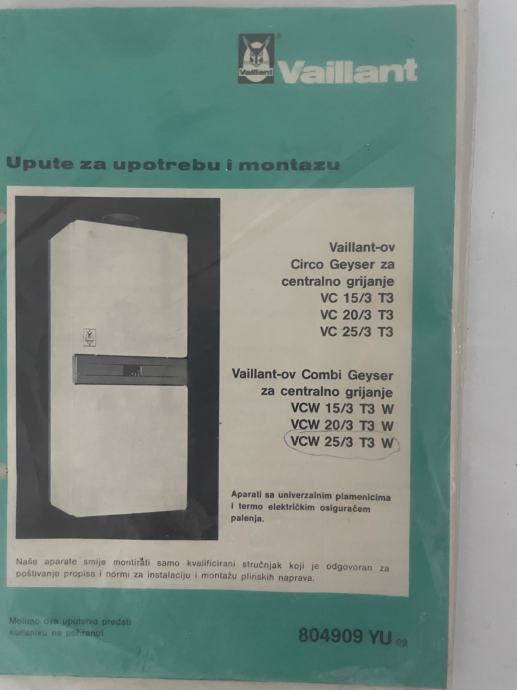 Vaillant
Vaillant
Upute za upotrebu i montazu
Vaillant-ov
Circo Geyser za
centralno grijanje
VC 15/3 T3
VC 20/3 T3
VC 25/3 T3
Vaillant-ov Combi Geyser
za centralno grijanje
VCW 15/3 T3 W
VCW 20/3 T3 W
VCW 25/3 T3 W
Aparati sa univerzalnim plamenicima
i termo električkim osiguračem
palenja.
Naše aparate smije montirati samo kvalificirani stručnjak koji je odgovoran za
poštivanje propisa i normi za instalaciju i montažu plinskih naprava.
Molimo ova uputstva predati
korisniku na pohranu!
804909 YU